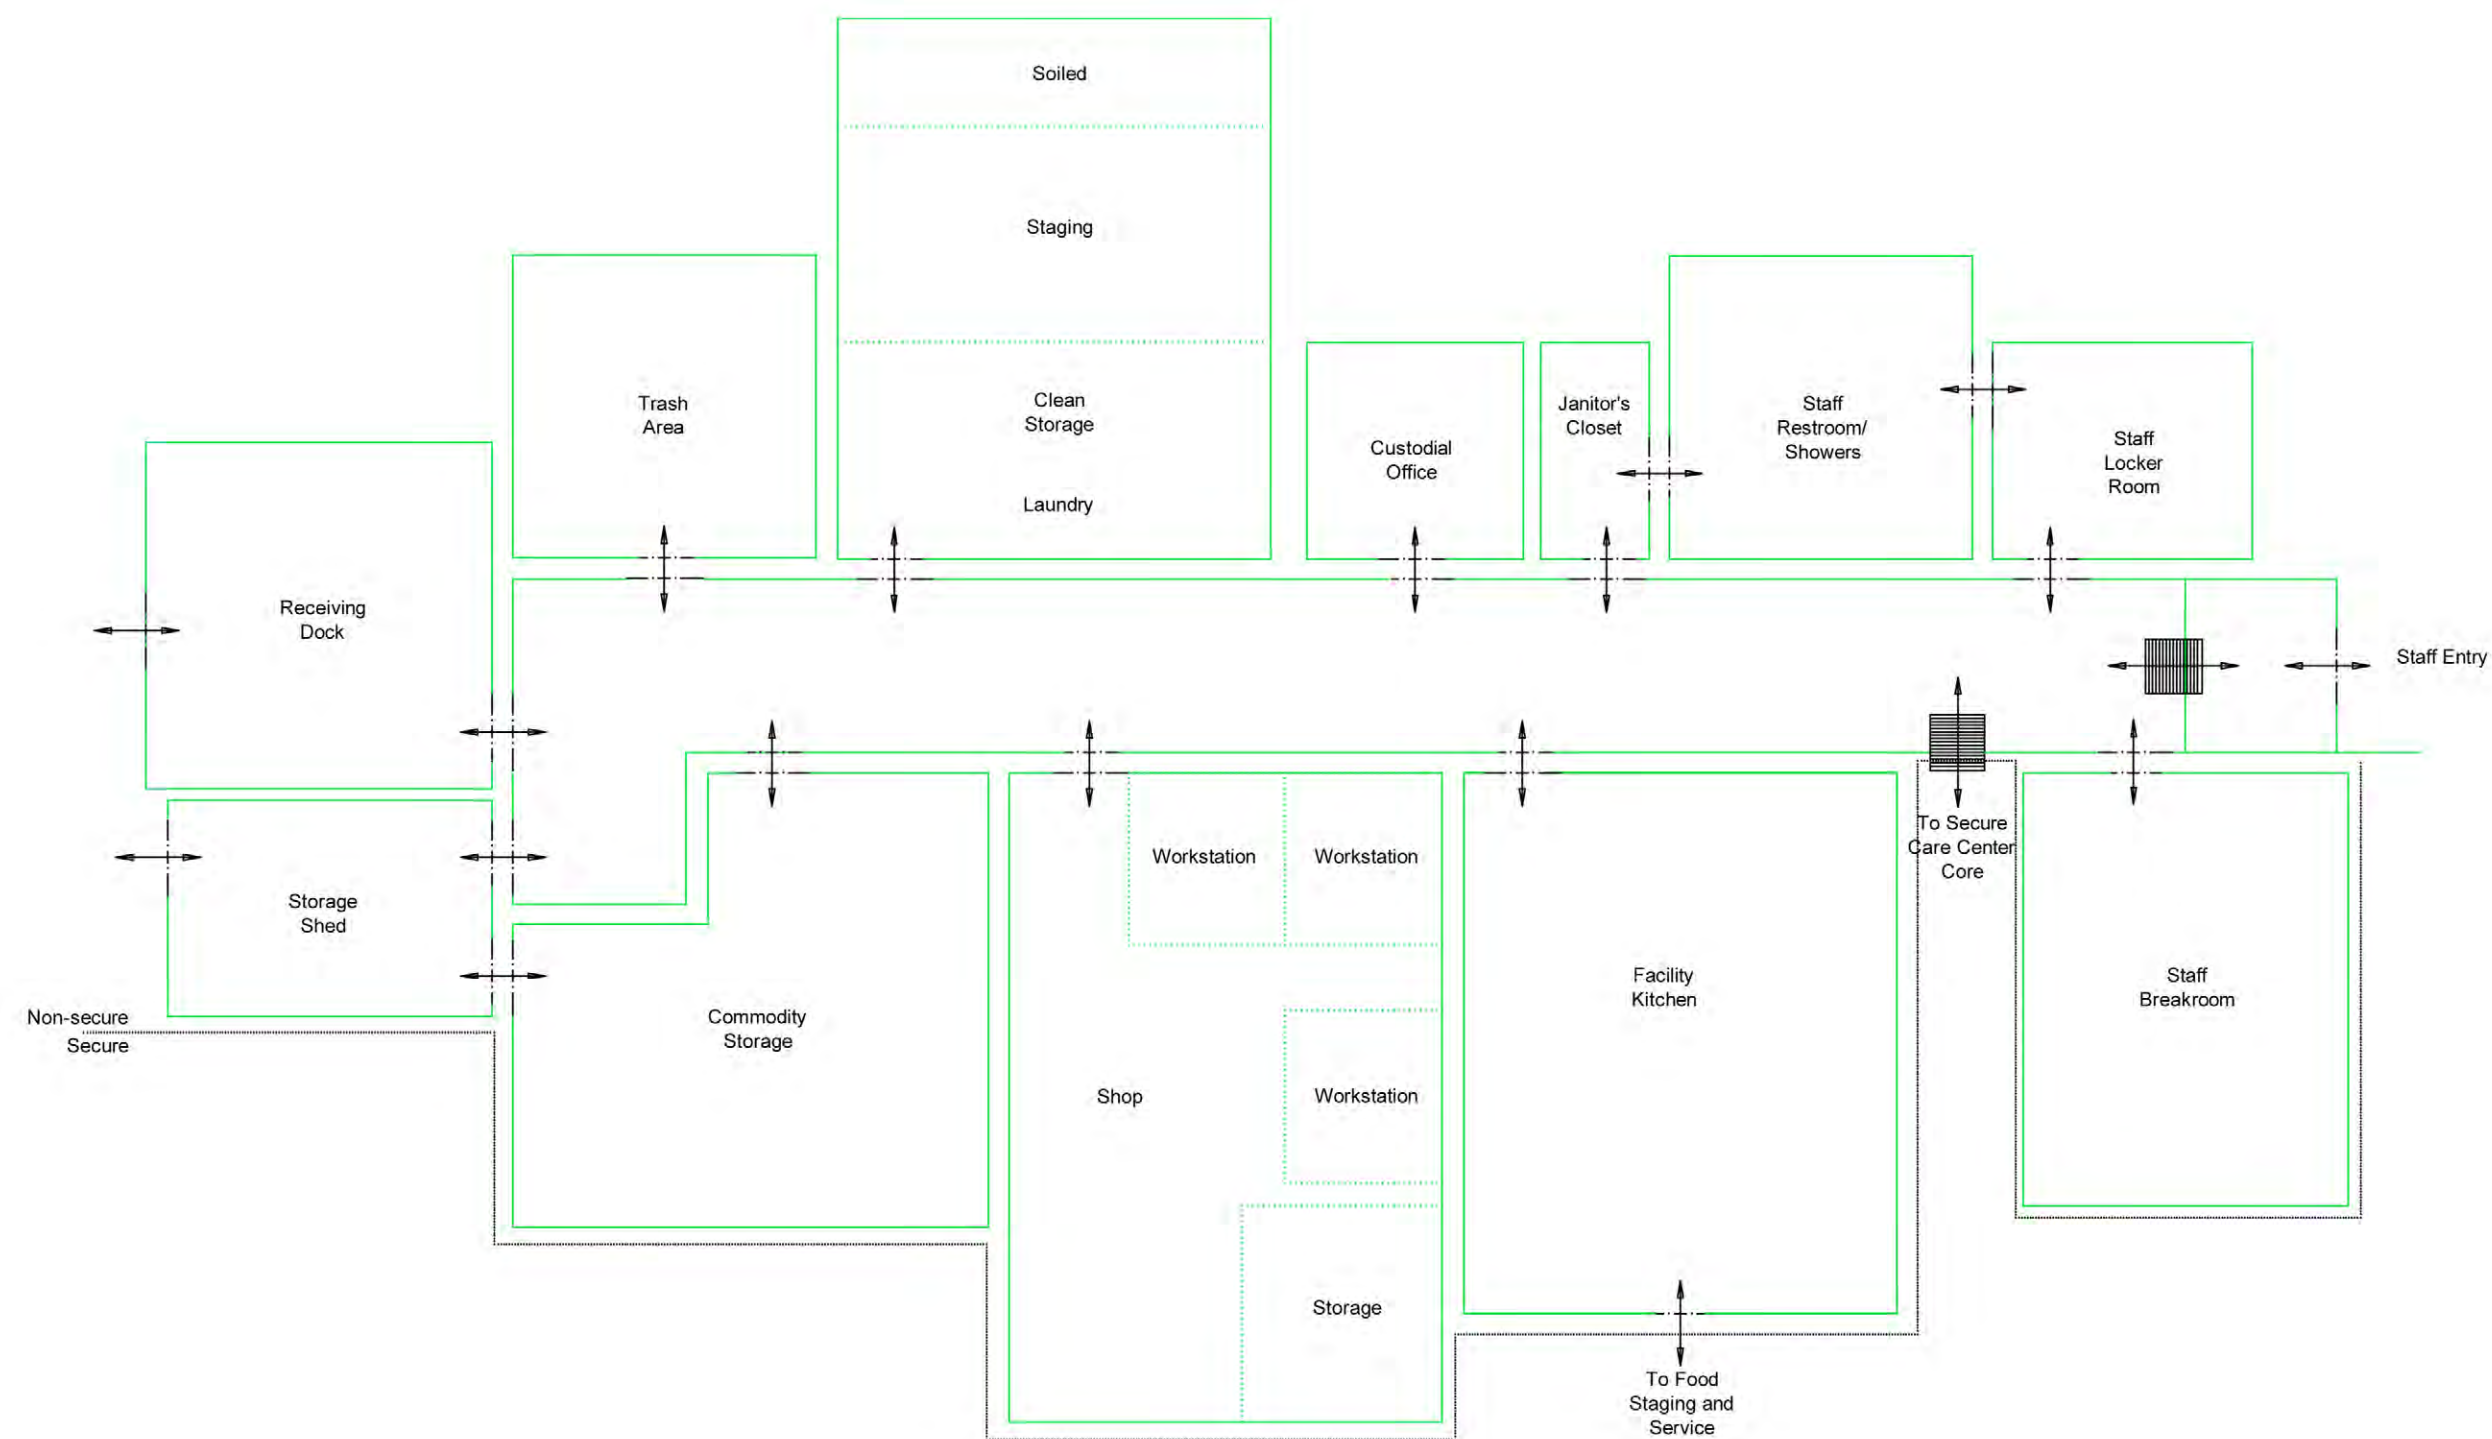 Soiled
Staging
Clean
Storage
Laundry
Trash
Area
Custodial
Office
Janitor's
Closet
Staff
Restroom/
Showers
Staff
Locker
Room
Receiving
Dock
Staff Entry
Storage
Shed
Non-secure
Secure
Commodity
Storage
Workstation
Workstation
Shop
Workstation
Storage
Facility
Kitchen
To Secure
Care Center
Core
Staff
Breakroom
To Food
Staging and
Service